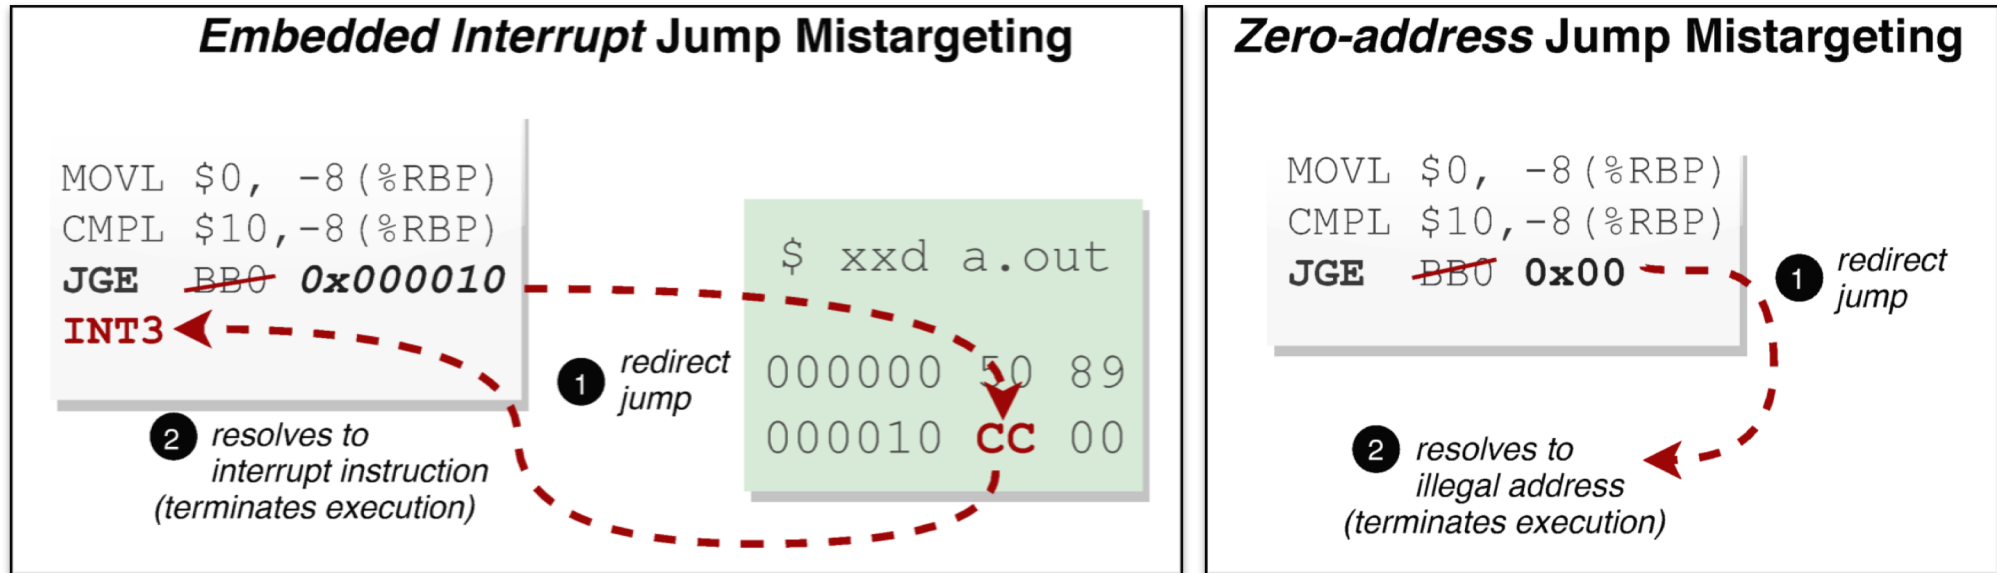 Embedded Interrupt Jump Mistargeting
MOVL $0, -8(%RBP)
CMPL $10,-8(%RBP)
JGE BB0 0x000010
INT3
1 redirect
jump
2 resolves to
interrupt instruction
(terminates execution)
$ xxd a.out
000000 50 89
000010 CC 00
Zero-address Jump Mistargeting
MOVL $0, -8(%RBP)
CMPL $10,-8(%RBP)
JGE BB0 0x00
1 redirect
jump
2 resolves to
illegal address
(terminates execution)